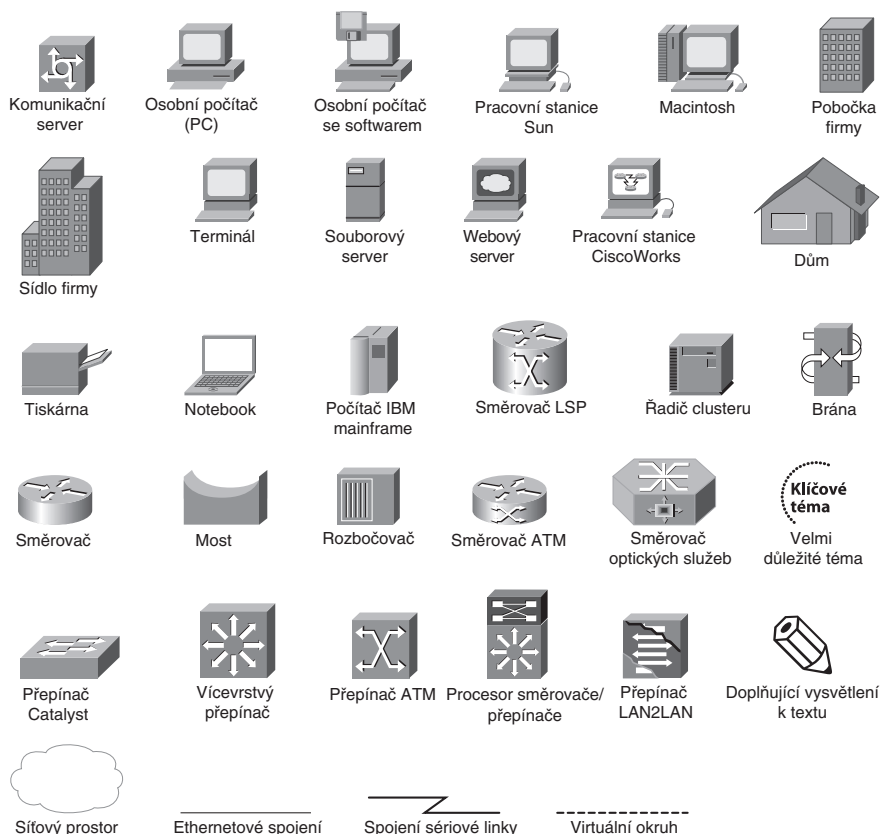 Komunikační
server
Osobní počítač
(PC)
Osobní počítač
se softwarem
Pracovní stanice
Sun
Macintosh
Pobočka
firmy
Sídlo firmy
Terminál
Souborový
server
Webový
server
Pracovní stanice
CiscoWorks
Dům
Tiskárna
Notebook
Počítač IBM
mainframe
Směrovač LSP
Řadič clusteru
Brána
Směrovač
Most
Rozbočovač
Směrovač ATM
Směrovač
optických služeb
Klíčové
téma
Velmi
důležité téma
Přepínač
Catalyst
Vícevrstvý
přepínač
Přepínač ATM
Procesor směrovače/
přepínače
Přepínač
LAN2LAN
Doplňující vysvětlení
k textu
Síťový prostor
Ethernetové spojení
Spojení sériové linky
Virtuální okruh